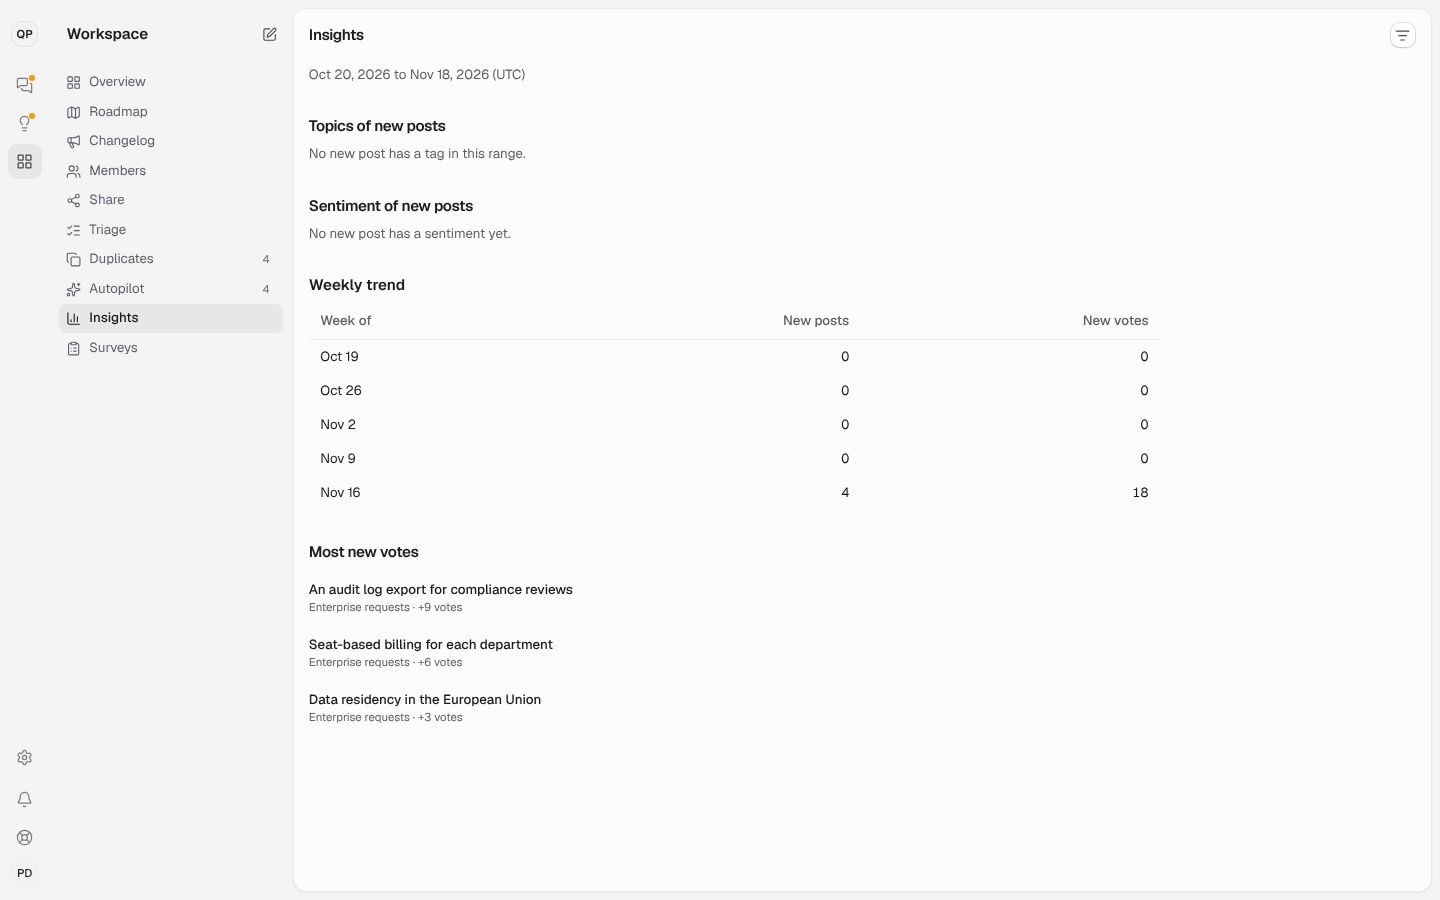 QP
Workspace
Overview
Roadmap
Changelog
Members
Share
Triage
Duplicates 4
Autopilot 4
Insights
Surveys
PD
Insights
Oct 20, 2026 to Nov 18, 2026 (UTC)
Topics of new posts
No new post has a tag in this range.
Sentiment of new posts
No new post has a sentiment yet.
Weekly trend
Week of New posts New votes
Oct 19 0 0
Oct 26 0 0
Nov 2 0 0
Nov 9 0 0
Nov 16 4 18
Most new votes
An audit log export for compliance reviews
Enterprise requests · +9 votes
Seat-based billing for each department
Enterprise requests · +6 votes
Data residency in the European Union
Enterprise requests · +3 votes